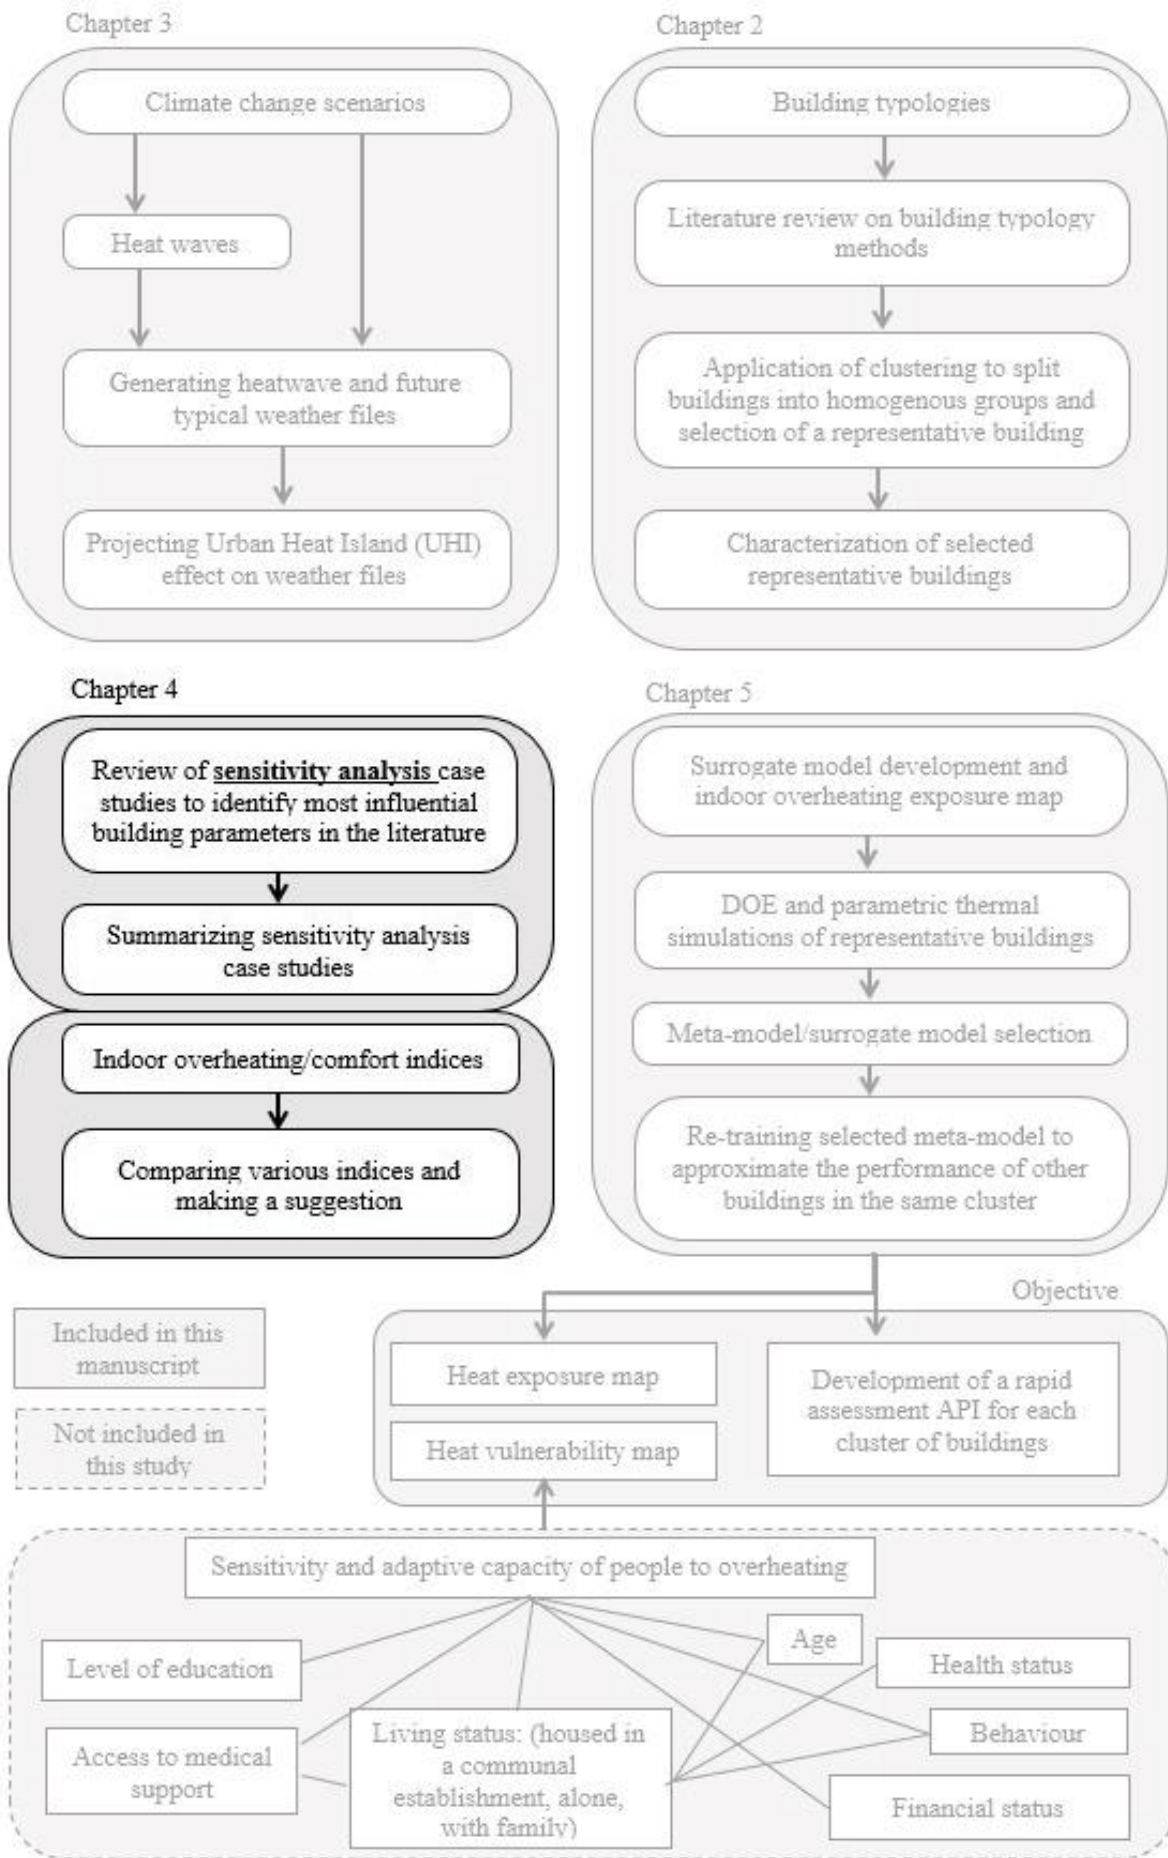 Chapter 3
Climate change scenarios
Heat waves
Generating heatwave and future
typical weather files
Projecting Urban Heat Island (UHI)
effect on weather files
Chapter 2
Building typologies
Literature review on building typology
methods
Application of clustering to split
buildings into homogenous groups and
selection of a representative building
Characterization of selected
representative buildings
Chapter 4
Review of sensitivity analysis case
studies to identify most influential
building parameters in the literature
Summarizing sensitivity analysis
case studies
Indoor overheating/comfort indices
Comparing various indices and
making a suggestion
Chapter 5
Surrogate model development and
indoor overheating exposure map
DOE and parametric thermal
simulations of representative buildings
Meta-model/surrogate model selection
Re-training selected meta-model to
approximate the performance of other
buildings in the same cluster
Objective
Included in this
manuscript
Not included in
this study
Heat exposure map
Heat vulnerability map
Development of a rapid
assessment API for each
cluster of buildings
Sensitivity and adaptive capacity of people to overheating
Level of education
Access to medical
support
Living status: (housed in
a communal
establishment, alone,
with family)
Age
Health status
Behaviour
Financial status